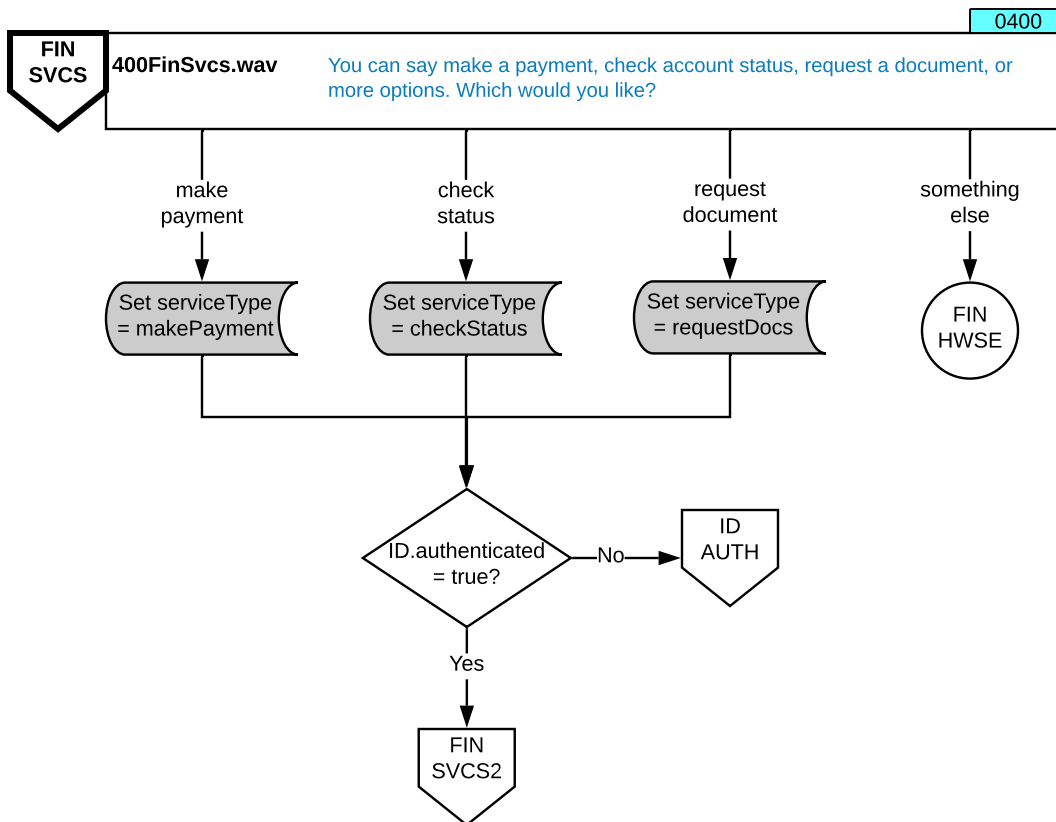 0400
FIN
SVCS
400FinSvcs.wav
You can say make a payment, check account status, request a document, or
more options. Which would you like?
make
payment
check
status
request
document
something
else
Set serviceType
= makePayment
Set serviceType
= checkStatus
Set serviceType
= requestDocs
FIN
HWSE
ID.authenticated
= true?
No
ID
AUTH
Yes
FIN
SVCS2